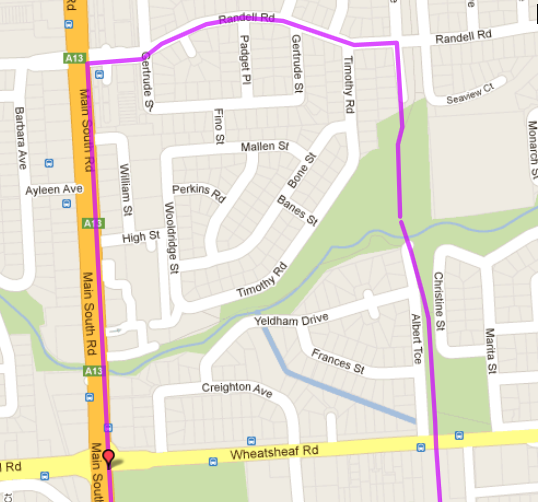 Rd
Randell Rd
Randell Rd
A13
Gertrude S
Padget Pl
Gertrude St
Timothy Rd
Seaview Ct
Main South Rd
Barbara Ave
Fino St
Monarch St
Mallen St
William St
Bone St
Ayleen Ave
Perkins Rd
Banes St
Wooldridge St
A13
High St
Timothy Rd
Main South Rd
Christine St
Yeldham Drive
Albert Tce
Marita St
Frances St
A13
Creighton Ave
Main South
Wheatsheaf Rd
l Rd